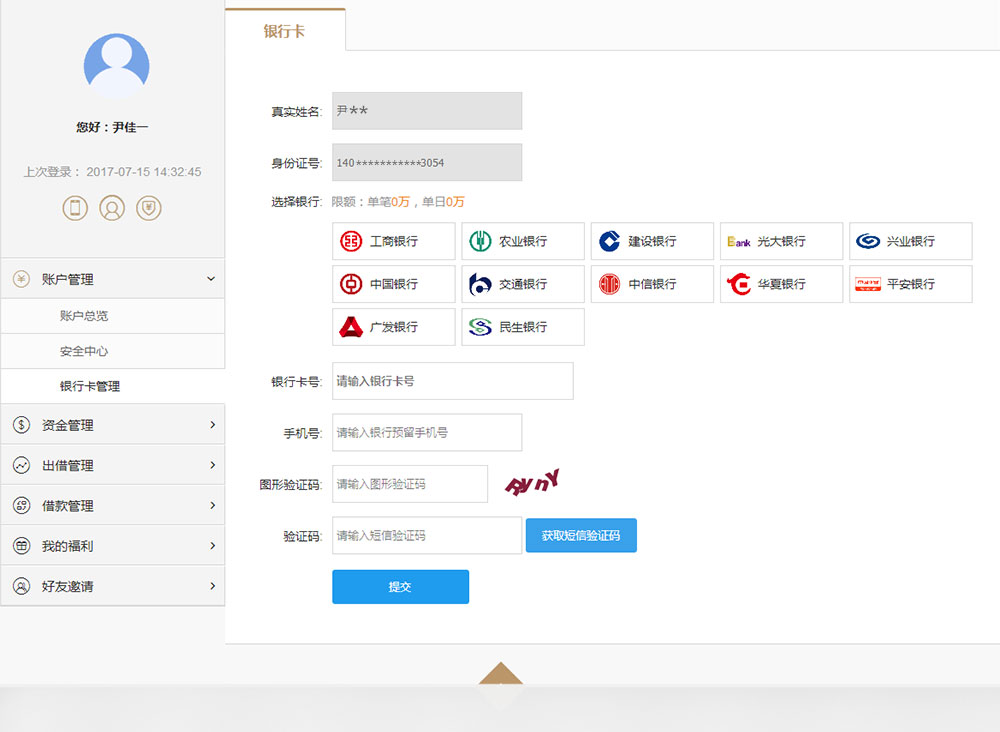 您好：尹佳一
上次登录： 2017-07-15 14:32:45
账户管理
账户总览
安全中心
银行卡管理
资金管理
出借管理
借款管理
我的福利
好友邀请
银行卡
真实姓名: 尹**
身份证号: 140***********3054
选择银行: 限额：单笔0万，单日0万
工商银行 农业银行 建设银行 Bank 光大银行 兴业银行
中国银行 交通银行 中信银行 华夏银行 平安银行
广发银行 民生银行
银行卡号: 请输入银行卡号
手机号: 请输入银行预留手机号
图形验证码: 请输入图形验证码 RynY
验证码: 请输入短信验证码 获取短信验证码
提交